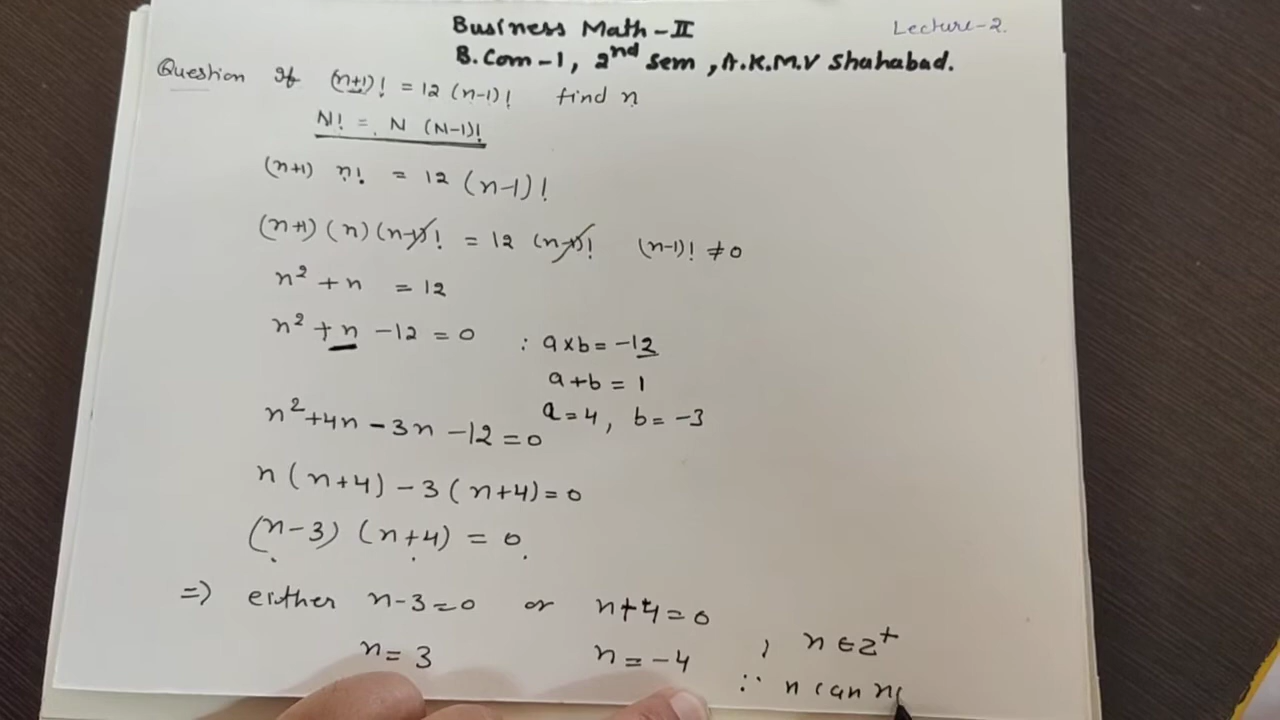 Business Math-II
Lecture-2.
B.Com-1, 2nd sem, A.K.M.V Shahabad.
Question If (n+1)! = 12 (n-1)! find n
N! = N (N-1)!
(n+1) n! = 12 (n-1)!
(n+1) (n) (n-1)! = 12 (n-1)! (n-1)! ≠ 0
n² + n = 12
n² + n - 12 = 0 : a×b = -12
a+b = 1
a=4, b=-3
n² + 4n - 3n - 12 = 0
n (n+4) - 3 (n+4) = 0
(n-3) (n+4) = 0.
⇒ either n-3=0 or n+4=0
n = 3 n = -4 ; n ∈ Z⁺
∵ n can